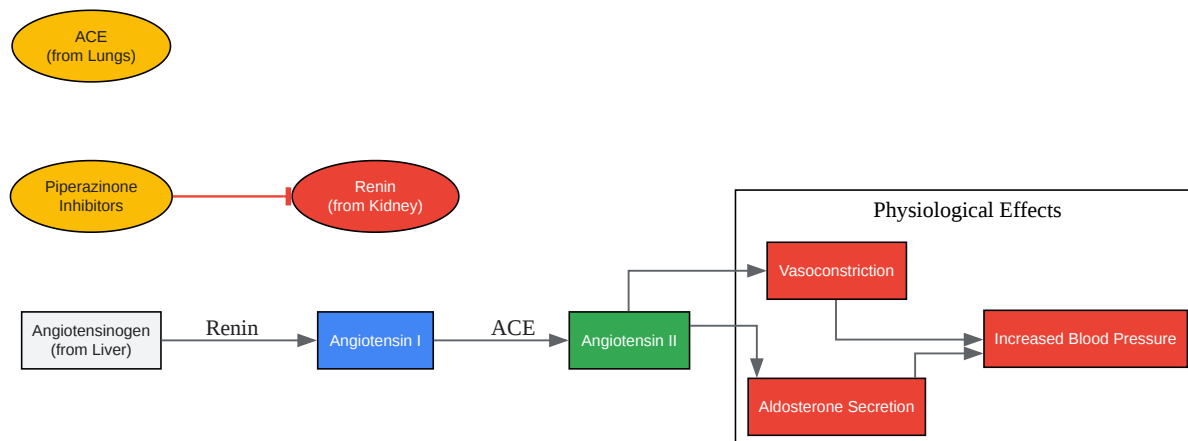 ACE
(from Lungs)
Piperazinone
Inhibitors
Renin
(from Kidney)
Physiological Effects
Vasoconstriction
Angiotensinogen
(from Liver)
Renin
Angiotensin I
ACE
Angiotensin II
Increased Blood Pressure
Aldosterone Secretion